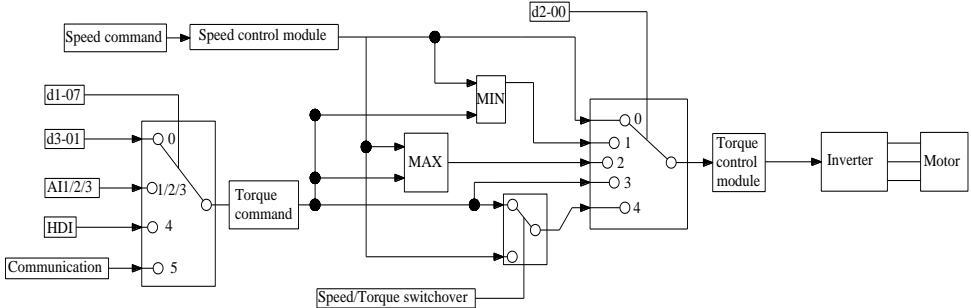 d2-00
Speed command
Speed control module
d1-07
MIN
0
d3-01
0
1
MAX
2
Torque
control
module
Inverter
Motor
AI1/2/3
1/2/3
Torque
command
3
4
HDI
4
Communication
5
Speed/Torque switchover